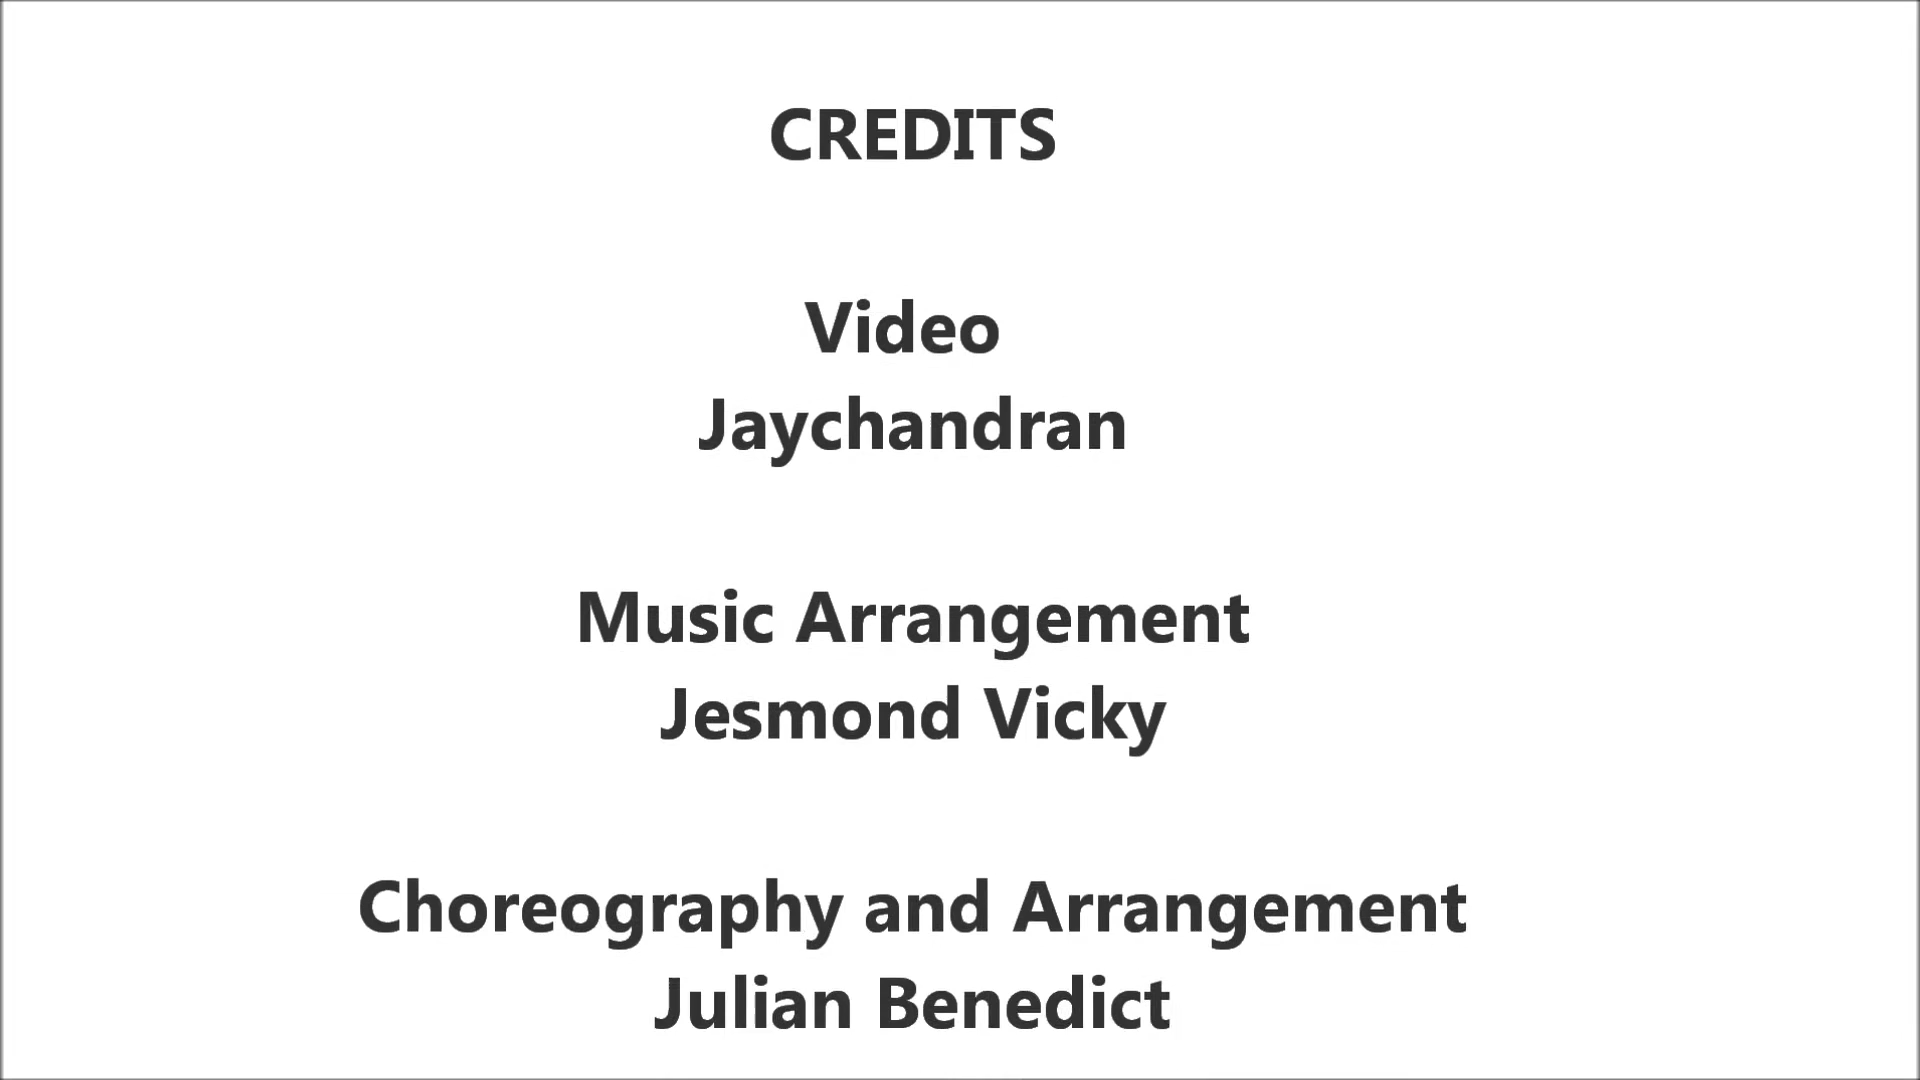 CREDITS
Video
Jaychandran
Music Arrangement
Jesmond Vicky
Choreography and Arrangement
Julian Benedict